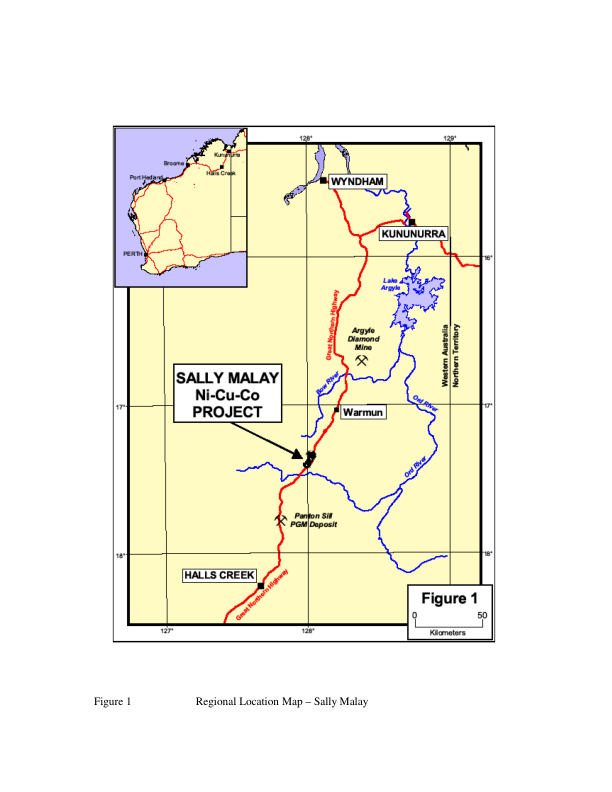 128°
129°
Kununurra
Broome
Halls Creek
Port Hedland
PERTH
WYNDHAM
KUNUNURRA
16°
Lake
Argyle
Great Northern Highway
Argyle
Diamond
Mine
Western Australia
Northern Territory
SALLY MALAY
Ni-Cu-Co
PROJECT
Bow River
Ord River
17°
17°
Warmun
Ord River
Panton Sill
PGM Deposit
18°
HALLS CREEK
Great Northern Highway
Figure 1
0 50
Kilometers
127°
128°
Figure 1 Regional Location Map – Sally Malay